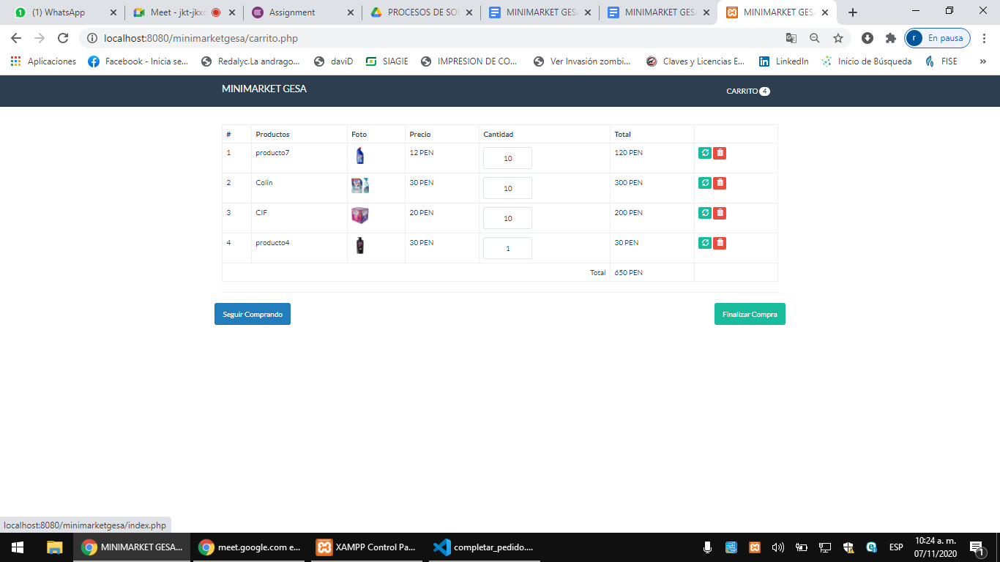 (1) WhatsApp
Meet - jkt-jkxc
Assignment
PROCESOS DE SOF
MINIMARKET GESA
MINIMARKET GESA
MINIMARKET GESA
localhost:8080/minimarketgesa/carrito.php
r En pausa
Aplicaciones
Facebook - Inicia se...
Redalyc.La andrago...
daviD
SIAGIE
IMPRESION DE CO...
Ver Invasión zombi...
Claves y Licencias E...
LinkedIn
Inicio de Búsqueda
FISE
»
MINIMARKET GESA
CARRITO 4
# Productos Foto Precio Cantidad Total
1 producto7 12 PEN 10 120 PEN
2 Colin 30 PEN 10 300 PEN
3 CIF 20 PEN 10 200 PEN
4 producto4 30 PEN 1 30 PEN
Total 650 PEN
Seguir Comprando
Finalizar Compra
localhost:8080/minimarketgesa/index.php
MINIMARKET GESA...
meet.google.com e...
XAMPP Control Pa...
completar_pedido....
ESP
10:24 a. m.
07/11/2020
1